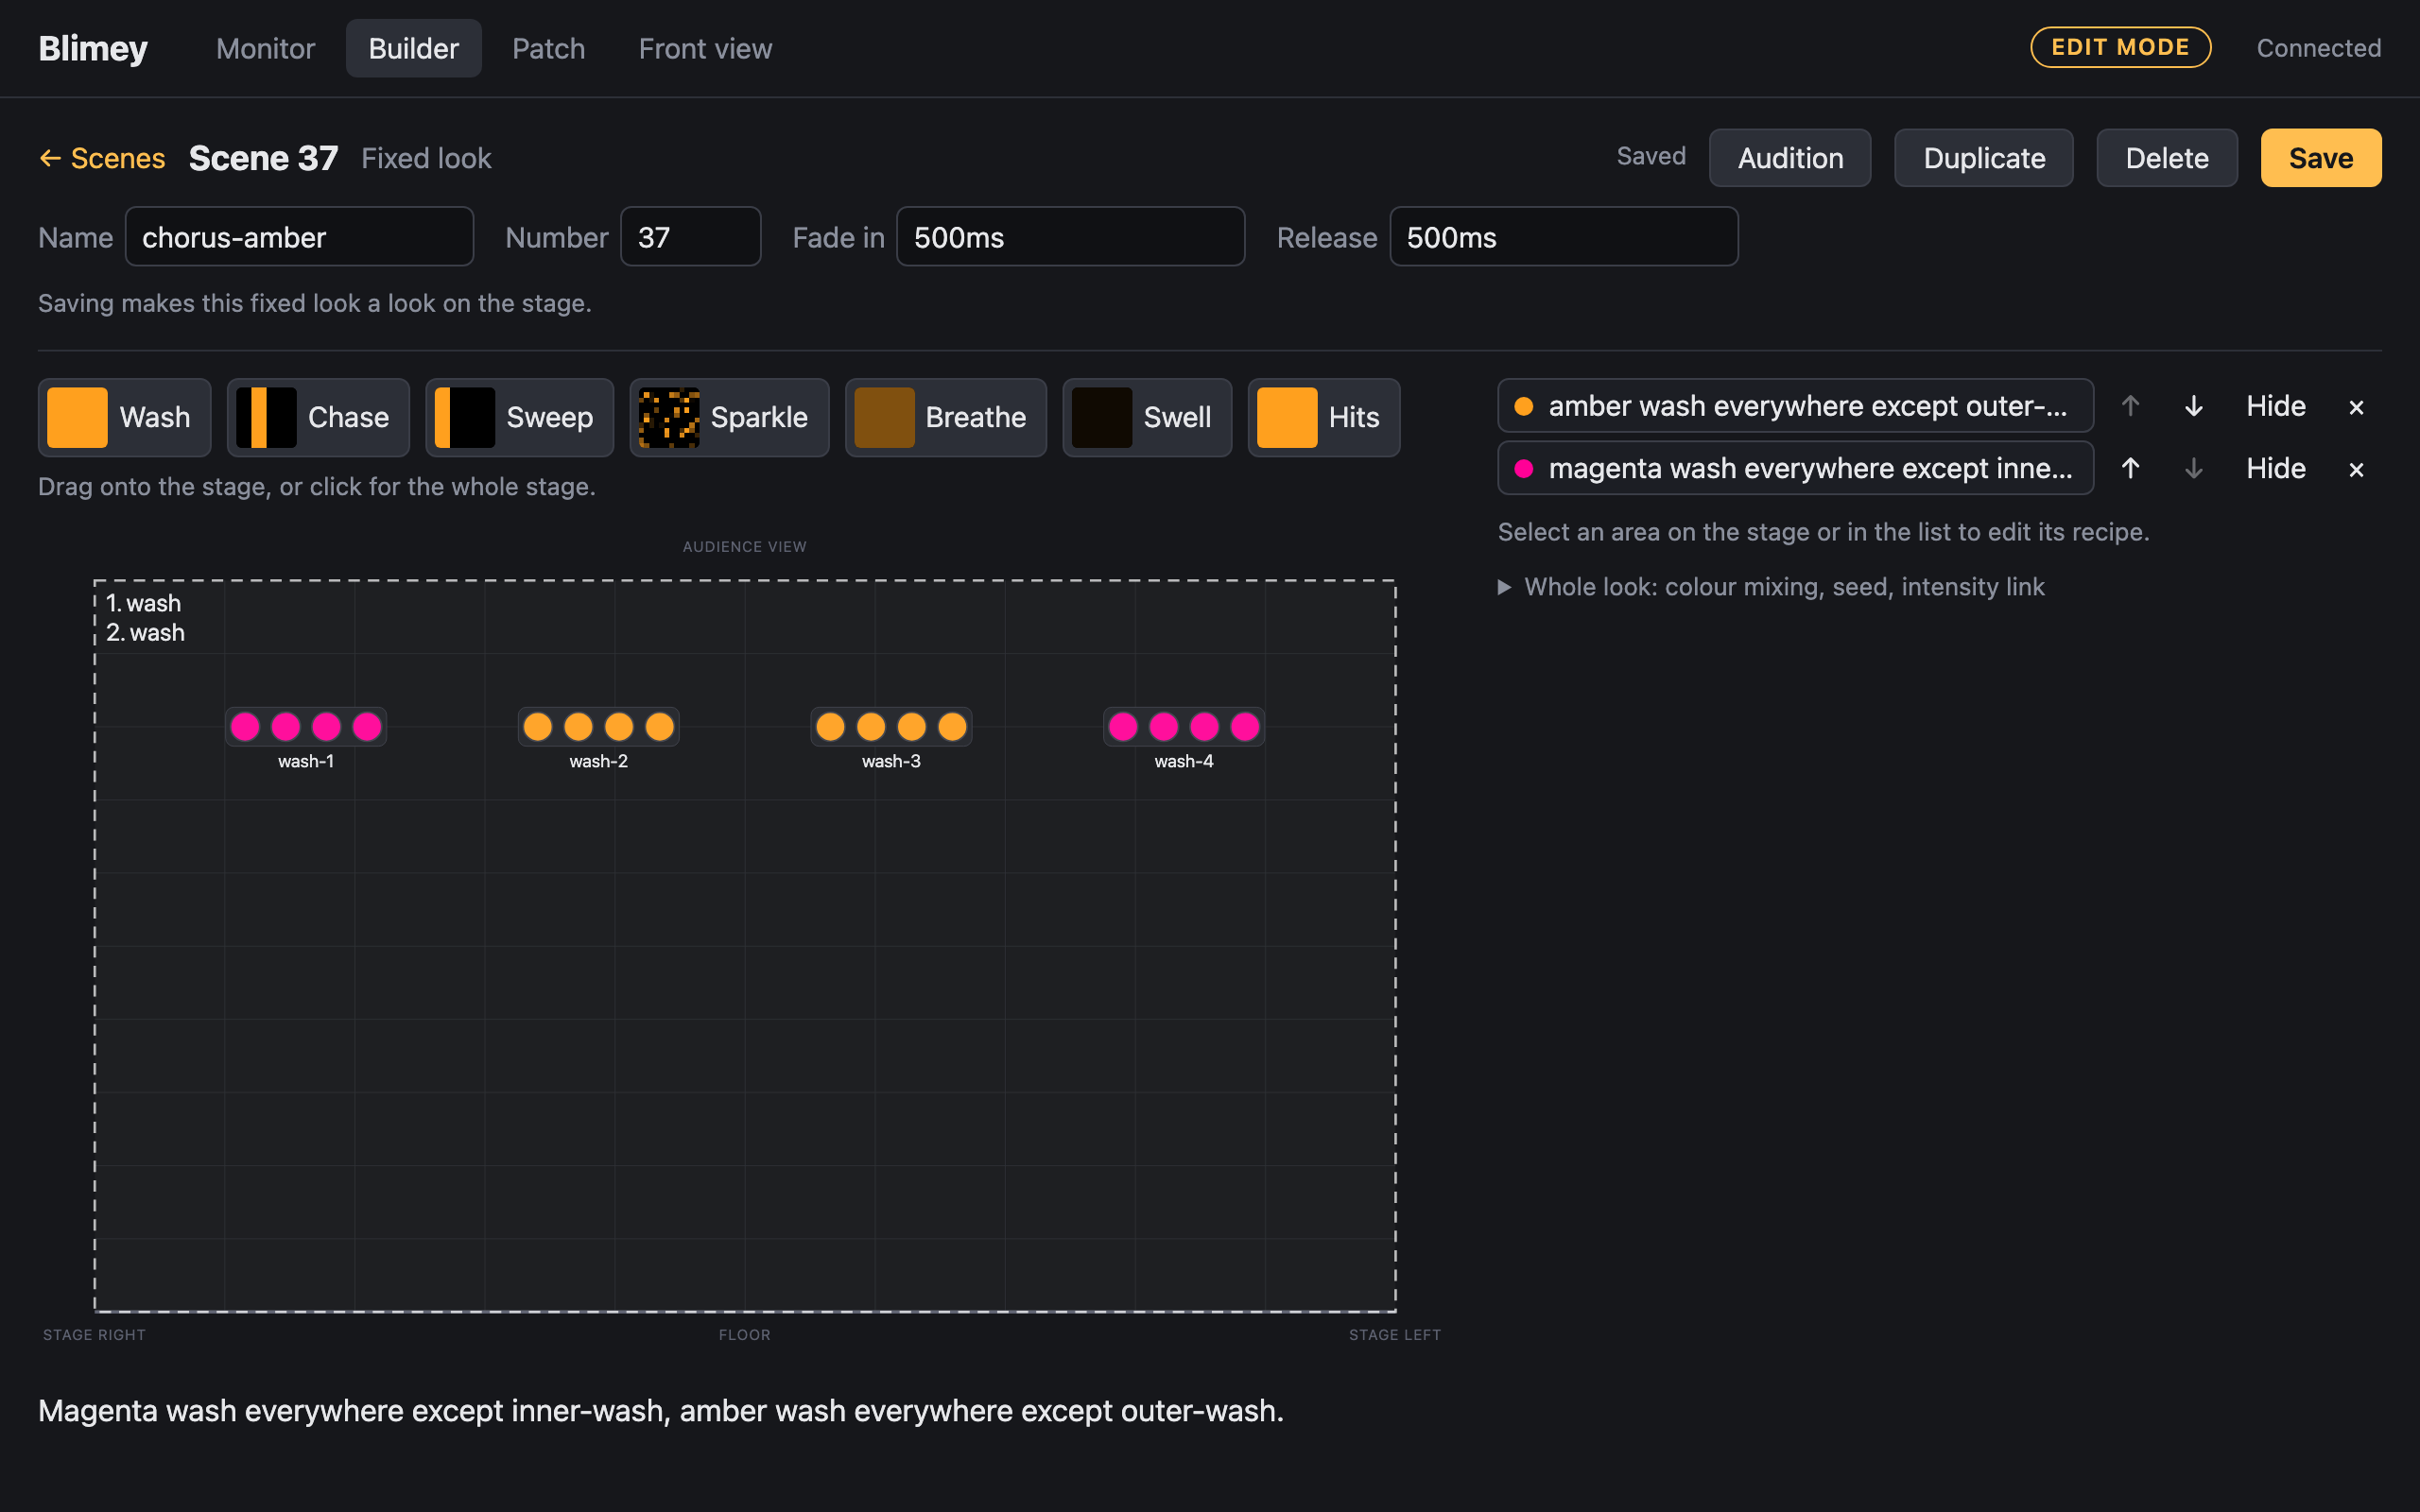 Blimey Monitor Builder Patch Front view EDIT MODE Connected
← Scenes Scene 37 Fixed look Saved Audition Duplicate Delete Save
Name chorus-amber Number 37 Fade in 500ms Release 500ms
Saving makes this fixed look a look on the stage.
Wash Chase Sweep Sparkle Breathe Swell Hits
Drag onto the stage, or click for the whole stage.
amber wash everywhere except outer-... ↑ ↓ Hide ×
magenta wash everywhere except inne... ↑ ↓ Hide ×
Select an area on the stage or in the list to edit its recipe.
▶ Whole look: colour mixing, seed, intensity link
AUDIENCE VIEW
1. wash
2. wash
wash-1 wash-2 wash-3 wash-4
STAGE RIGHT FLOOR STAGE LEFT
Magenta wash everywhere except inner-wash, amber wash everywhere except outer-wash.